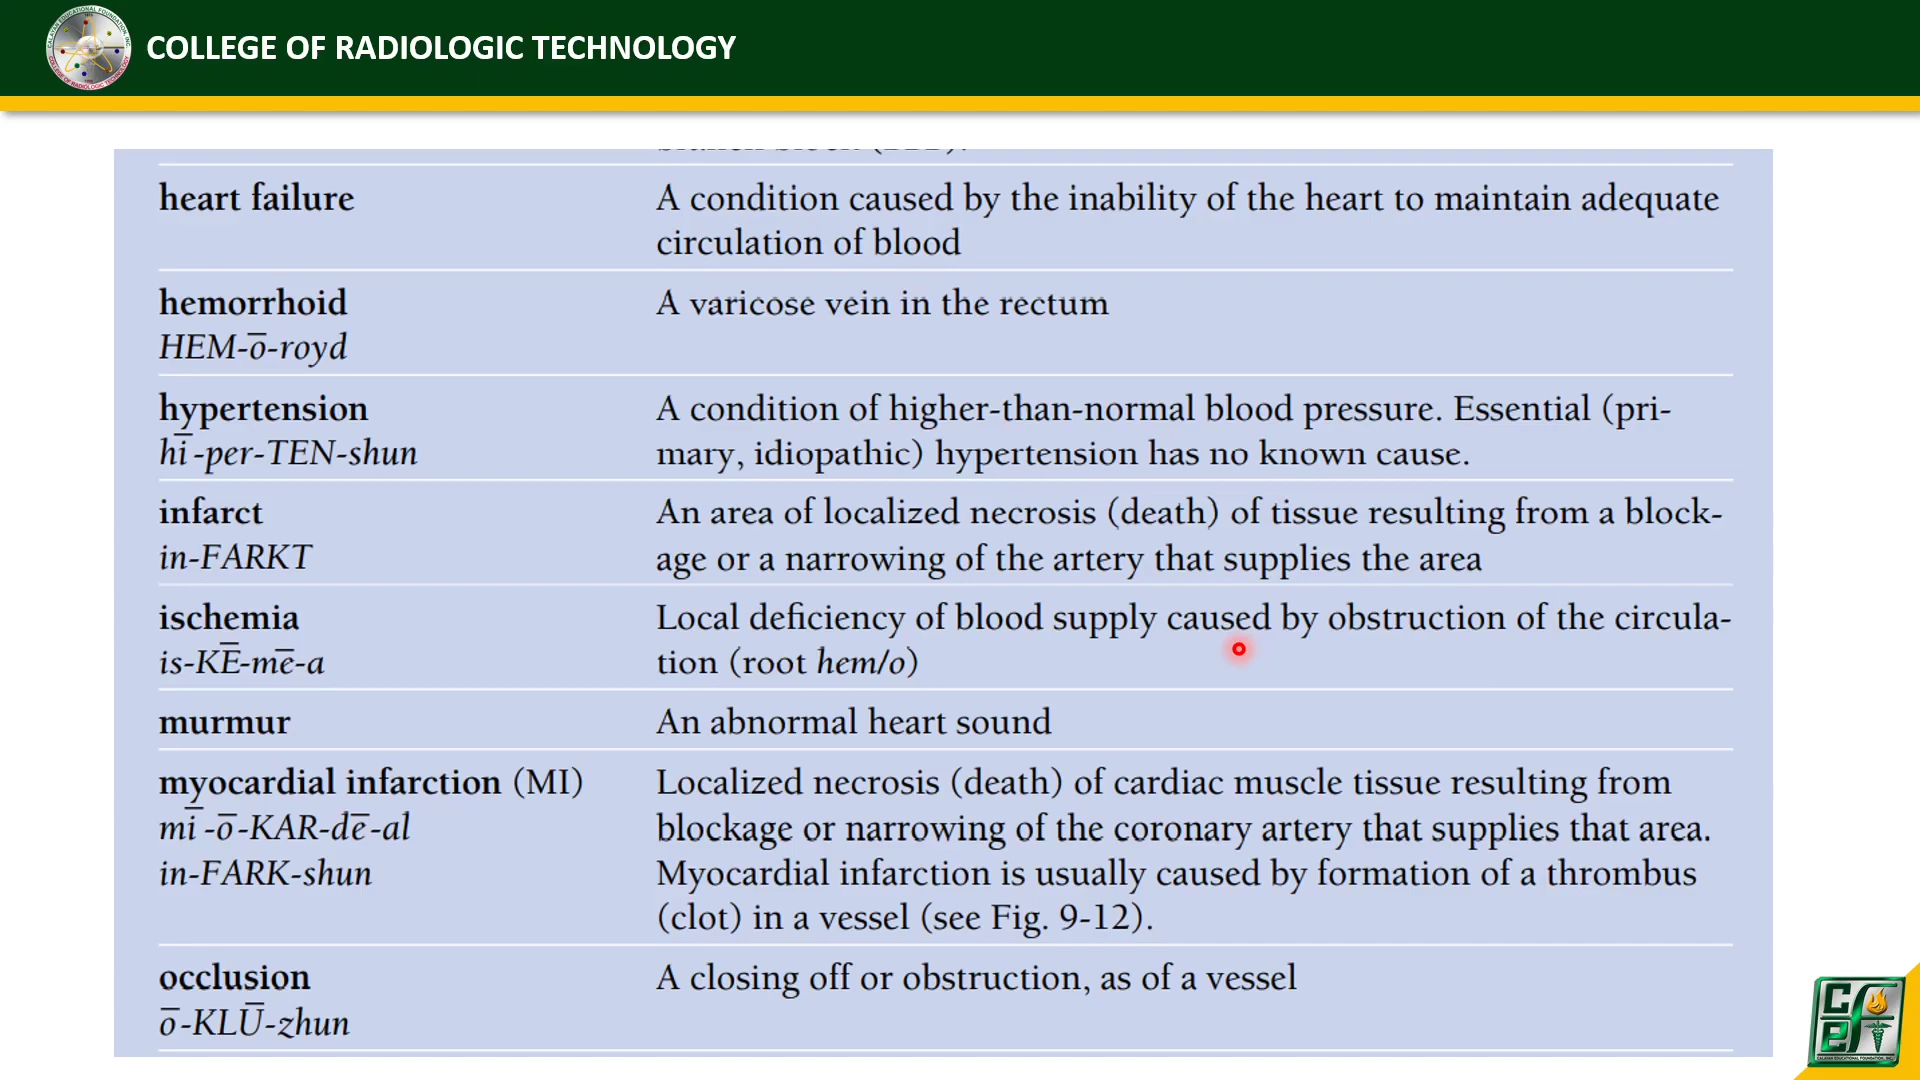 COLLEGE OF RADIOLOGIC TECHNOLOGY
heart failure
A condition caused by the inability of the heart to maintain adequate
circulation of blood
hemorrhoid
HEM-ō-royd
A varicose vein in the rectum
hypertension
hī-per-TEN-shun
A condition of higher-than-normal blood pressure. Essential (pri-
mary, idiopathic) hypertension has no known cause.
infarct
in-FARKT
An area of localized necrosis (death) of tissue resulting from a block-
age or a narrowing of the artery that supplies the area
ischemia
is-KĒ-mē-a
Local deficiency of blood supply caused by obstruction of the circula-
tion (root hem/o)
murmur
An abnormal heart sound
myocardial infarction (MI)
mī-ō-KAR-dē-al
in-FARK-shun
Localized necrosis (death) of cardiac muscle tissue resulting from
blockage or narrowing of the coronary artery that supplies that area.
Myocardial infarction is usually caused by formation of a thrombus
(clot) in a vessel (see Fig. 9-12).
occlusion
ō-KLŪ-zhun
A closing off or obstruction, as of a vessel